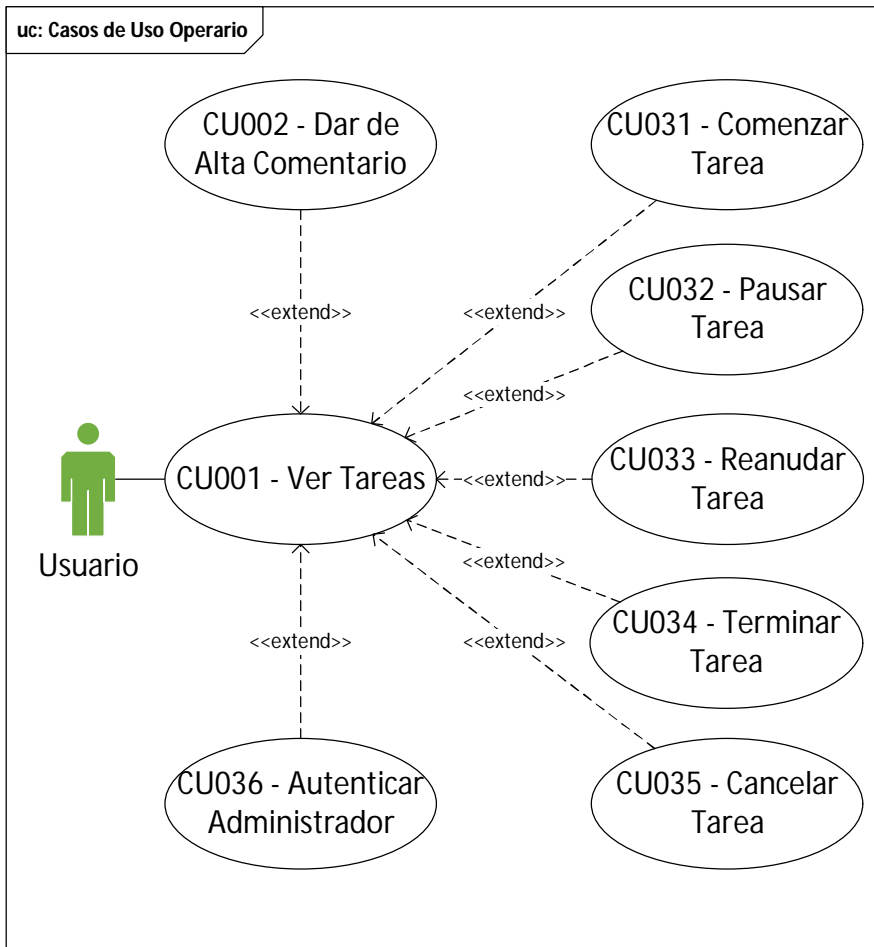 uc: Casos de Uso Operario
CU002 - Dar de
Alta Comentario
CU031 - Comenzar
Tarea
CU032 - Pausar
Tarea
<<extend>>
<<extend>>
<<extend>>
CU001 - Ver Tareas
<<extend>>
CU033 - Reanudar
Tarea
Usuario
<<extend>>
CU034 - Terminar
Tarea
<<extend>>
<<extend>>
CU036 - Autenticar
Administrador
CU035 - Cancelar
Tarea